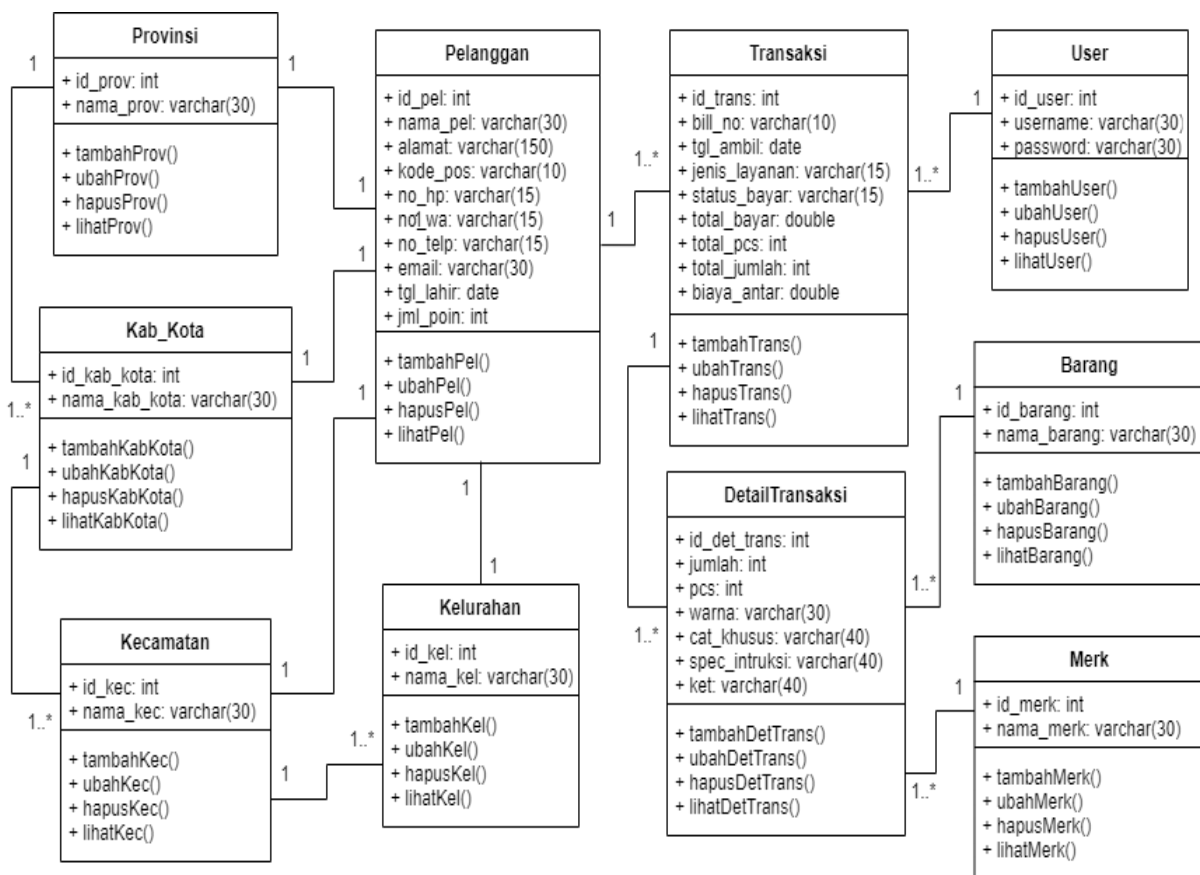 Provinsi
+ id_prov: int
+ nama_prov: varchar(30)
+ tambahProv()
+ ubahProv()
+ hapusProv()
+ lihatProv()
1
1
Pelanggan
+ id_pel: int
+ nama_pel: varchar(30)
+ alamat: varchar(150)
+ kode_pos: varchar(10)
+ no_hp: varchar(15)
+ no1_wa: varchar(15)
+ no_telp: varchar(15)
+ email: varchar(30)
+ tgl_lahir: date
+ jml_poin: int
+ tambahPel()
+ ubahPel()
+ hapusPel()
+ lihatPel()
1
1
1
1
1
Transaksi
+ id_trans: int
+ bill_no: varchar(10)
+ tgl_ambil: date
+ jenis_layanan: varchar(15)
+ status_bayar: varchar(15)
+ total_bayar: double
+ total_pcs: int
+ total_jumlah: int
+ biaya_antar: double
+ tambahTrans()
+ ubahTrans()
+ hapusTrans()
+ lihatTrans()
1..*
1..*
1
User
+ id_user: int
+ username: varchar(30)
+ password: varchar(30)
+ tambahUser()
+ ubahUser()
+ hapusUser()
+ lihatUser()
1
Kab_Kota
+ id_kab_kota: int
+ nama_kab_kota: varchar(30)
+ tambahKabKota()
+ ubahKabKota()
+ hapusKabKota()
+ lihatKabKota()
1
1..*
1
Barang
+ id_barang: int
+ nama_barang: varchar(30)
+ tambahBarang()
+ ubahBarang()
+ hapusBarang()
+ lihatBarang()
1
DetailTransaksi
+ id_det_trans: int
+ jumlah: int
+ pcs: int
+ warna: varchar(30)
+ cat_khusus: varchar(40)
+ spec_intruksi: varchar(40)
+ ket: varchar(40)
+ tambahDetTrans()
+ ubahDetTrans()
+ hapusDetTrans()
+ lihatDetTrans()
1..*
1..*
1..*
Kecamatan
+ id_kec: int
+ nama_kec: varchar(30)
+ tambahKec()
+ ubahKec()
+ hapusKec()
+ lihatKec()
1
1..*
1
Kelurahan
+ id_kel: int
+ nama_kel: varchar(30)
+ tambahKel()
+ ubahKel()
+ hapusKel()
+ lihatKel()
1
1..*
Merk
+ id_merk: int
+ nama_merk: varchar(30)
+ tambahMerk()
+ ubahMerk()
+ hapusMerk()
+ lihatMerk()
1